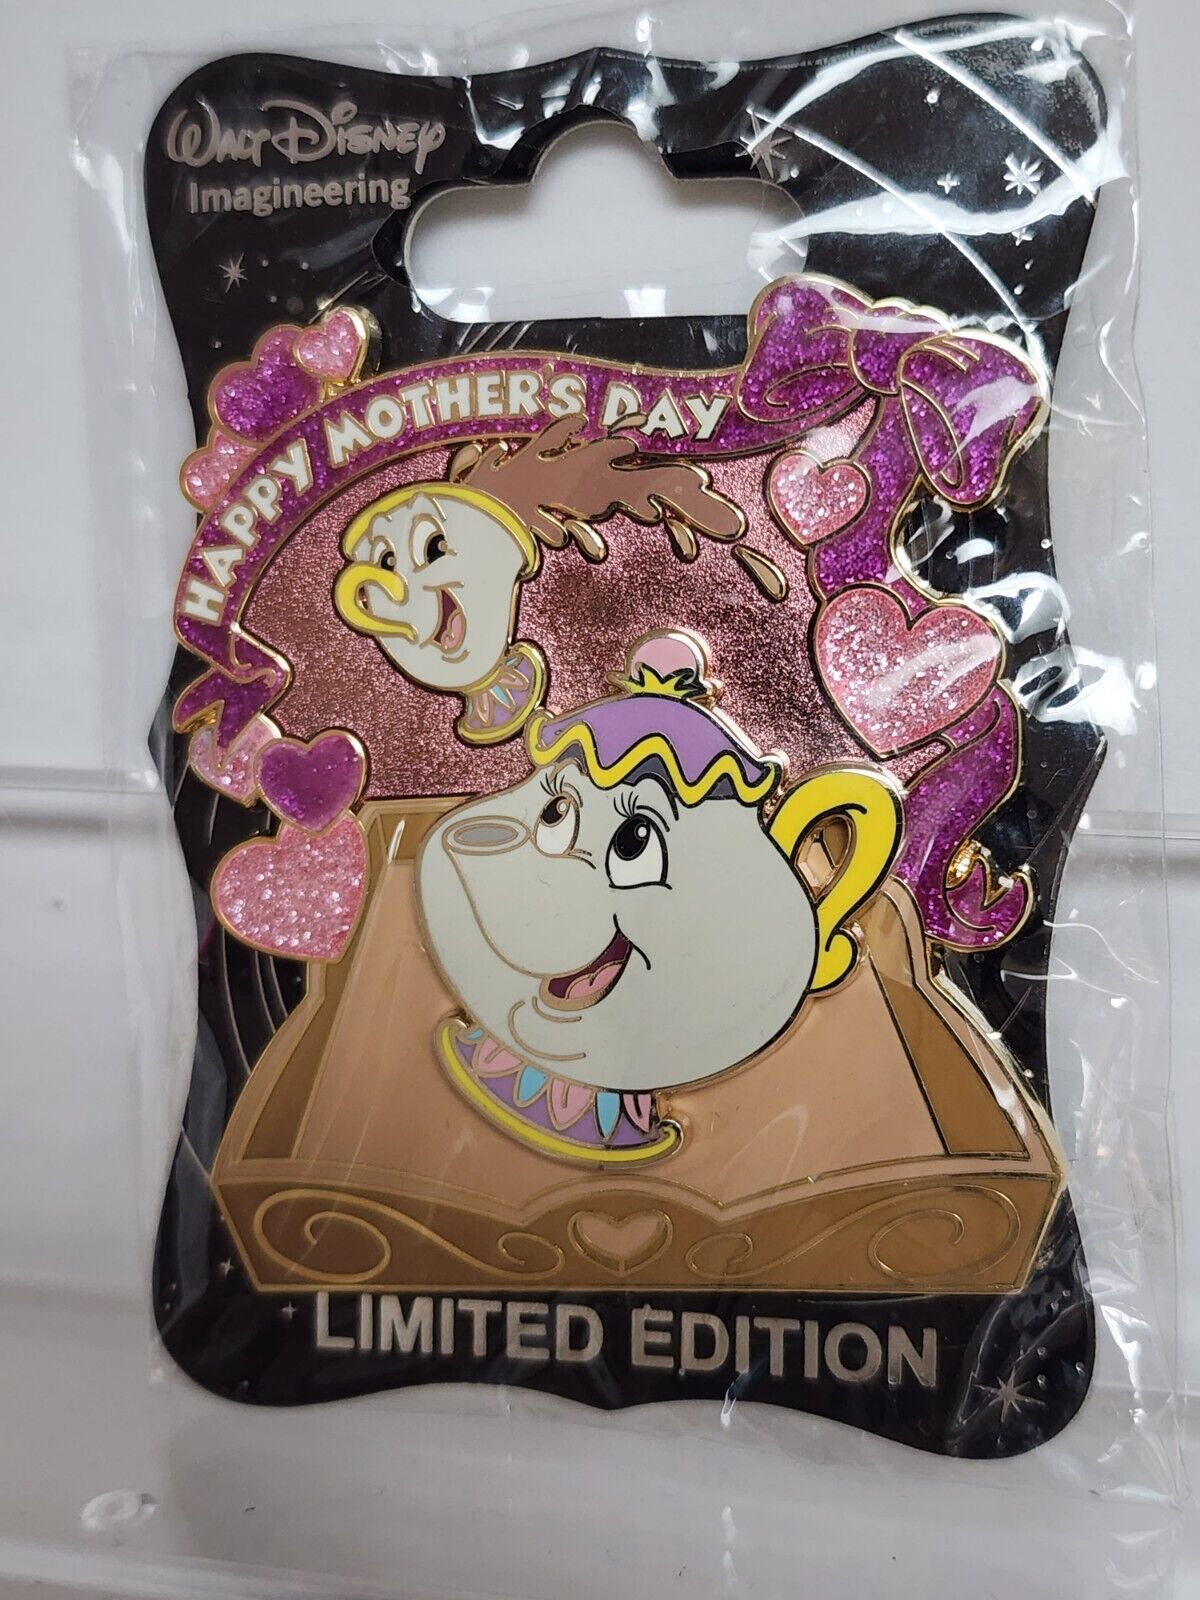 Walt Disney
Imagineering
HAPPY MOTHER'S DAY
LIMITED EDITION